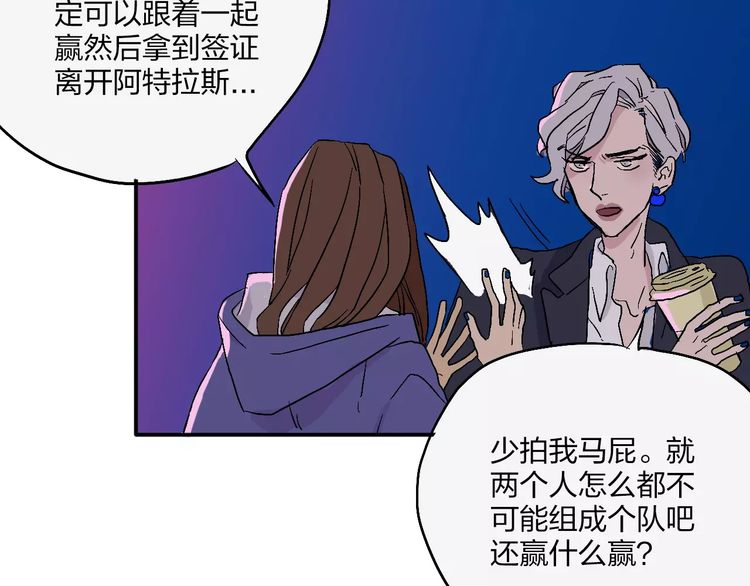 定可以跟着一起
赢然后拿到签证
离开阿特拉斯...
少拍我马屁。就
两个人怎么都不
可能组成个队吧
还赢什么赢？